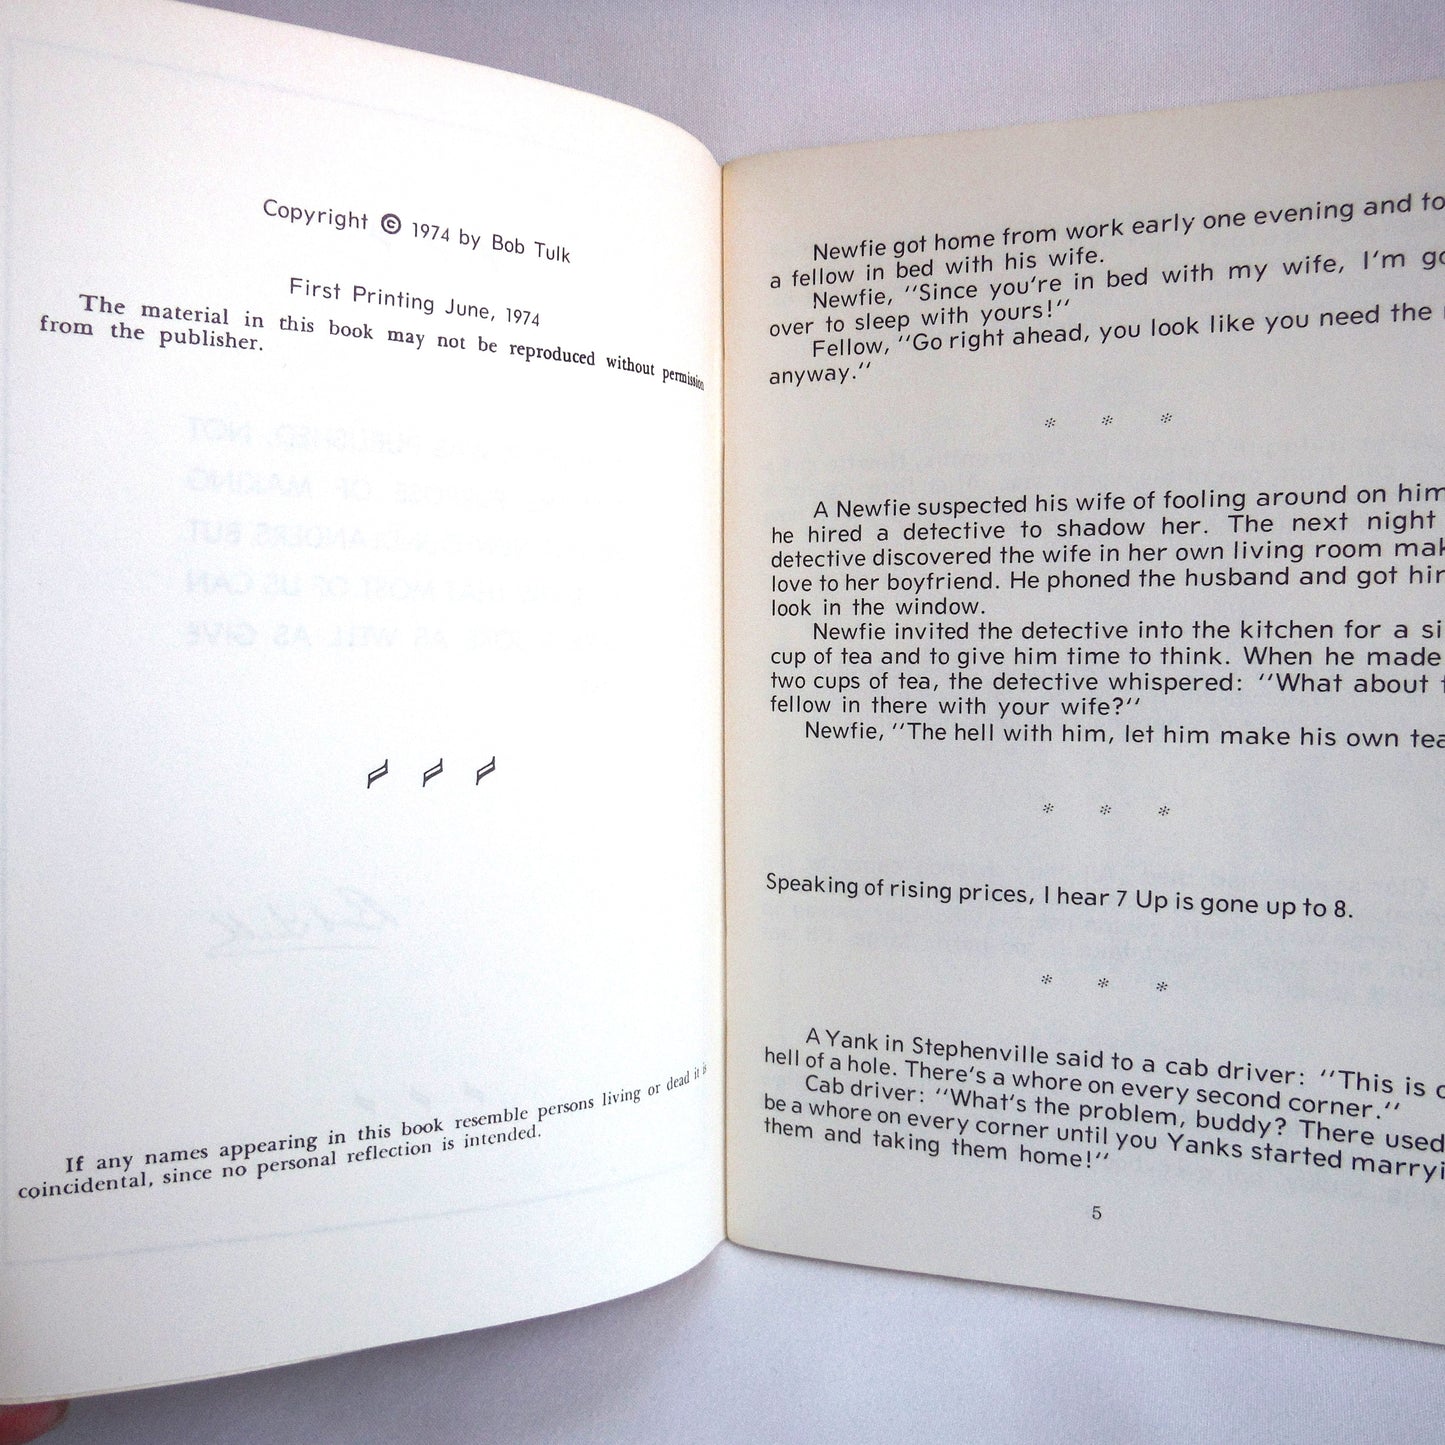 Copyright © 1974 by Bob Tulk
First Printing June, 1974
The material in this book may not be reproduced without permission
from the publisher.
If any names appearing in this book resemble persons living or dead it is
coincidental, since no personal reflection is intended.
Newfie got home from work early one evening and
a fellow in bed with his wife.
Newfie, "Since you're in bed with my wife, I'm
over to sleep with yours!"
Fellow, "Go right ahead, you look like you need the
anyway."
* * *
A Newfie suspected his wife of fooling around on him
he hired a detective to shadow her. The next night
detective discovered the wife in her own living room
love to her boyfriend. He phoned the husband and got
look in the window.
Newfie invited the detective into the kitchen for a
cup of tea and to give him time to think. When he made
two cups of tea, the detective whispered: "What about
fellow in there with your wife?"
Newfie, "The hell with him, let him make his own tea
* * *
Speaking of rising prices, I hear 7 Up is gone up to 8.
* * *
A Yank in Stephenville said to a cab driver: "This is
hell of a hole. There's a whore on every second corner."
Cab driver: "What's the problem, buddy? There used
be a whore on every corner until you Yanks started
them and taking them home!"
5